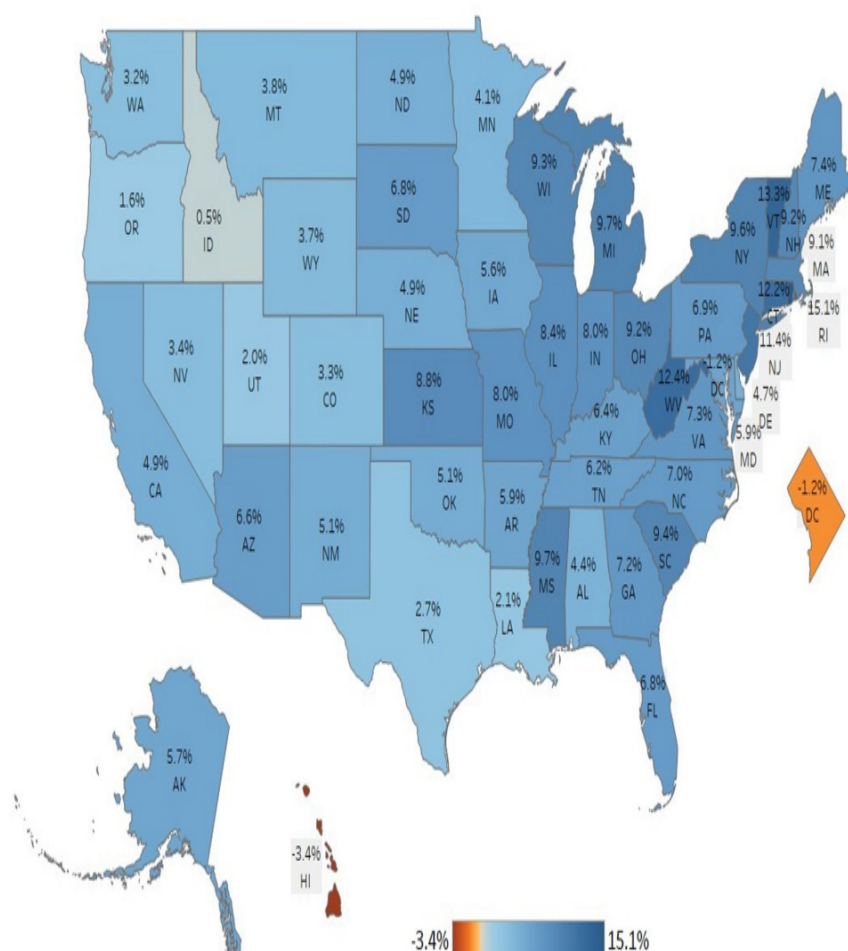 3.2%
WA
3.8%
MT
4.9%
ND
4.1%
MN
9.3%
WI
9.7%
MI
7.4%
ME
13.3%
VT
9.2%
NH
9.6%
NY
9.1%
MA
1.6%
OR
0.5%
ID
6.8%
SD
3.7%
WY
5.6%
IA
4.9%
NE
12.2%
CT
15.1%
RI
6.9%
PA
11.4%
NJ
3.4%
NV
2.0%
UT
3.3%
CO
8.8%
KS
8.0%
MO
8.4%
IL
8.0%
IN
9.2%
OH
12.4%
WV
-1.2%
DC
4.7%
DE
5.9%
MD
7.3%
VA
6.4%
KY
4.9%
CA
6.6%
AZ
5.1%
NM
5.1%
OK
5.9%
AR
6.2%
TN
7.0%
NC
-1.2%
DC
2.7%
TX
2.1%
LA
9.7%
MS
4.4%
AL
7.2%
GA
9.4%
SC
6.8%
FL
5.7%
AK
-3.4%
HI
-3.4% 15.1%